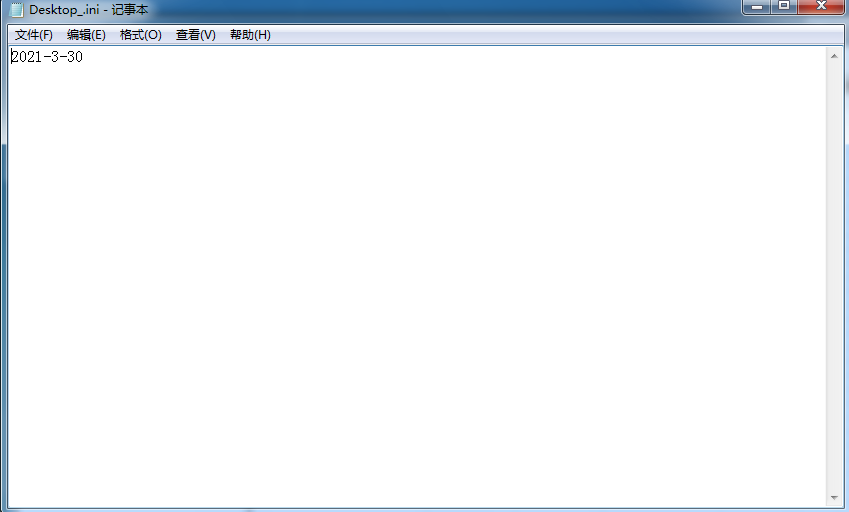 Desktop_.ini - 记事本
文件(F) 编辑(E) 格式(O) 查看(V) 帮助(H)
2021-3-30